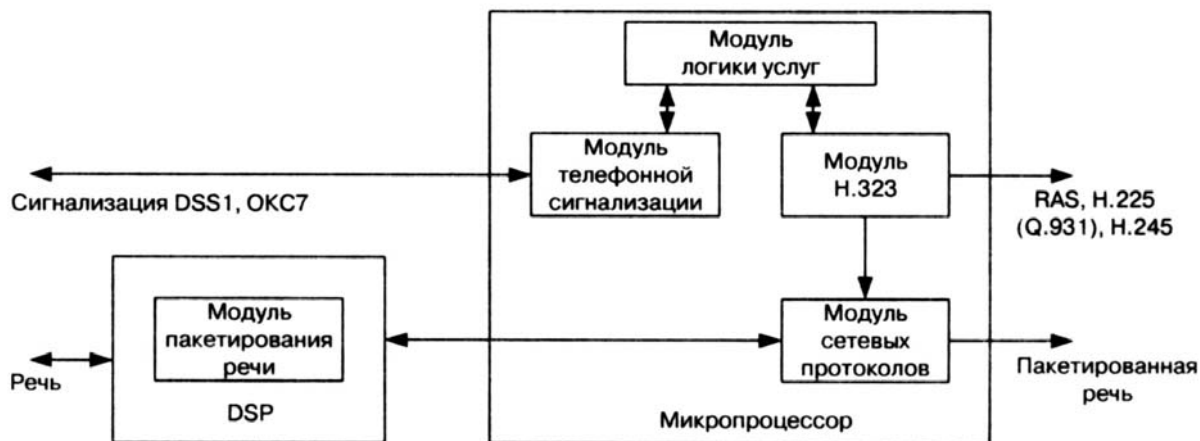 Модуль
логики услуг
Модуль
телефонной
сигнализации
Модуль
Н.323
Сигнализация DSS1, ОКС7
RAS, H.225
(Q.931), H.245
Модуль
пакетирования
речи
Модуль
сетевых
протоколов
Речь
Пакетированная
речь
DSP
Микропроцессор